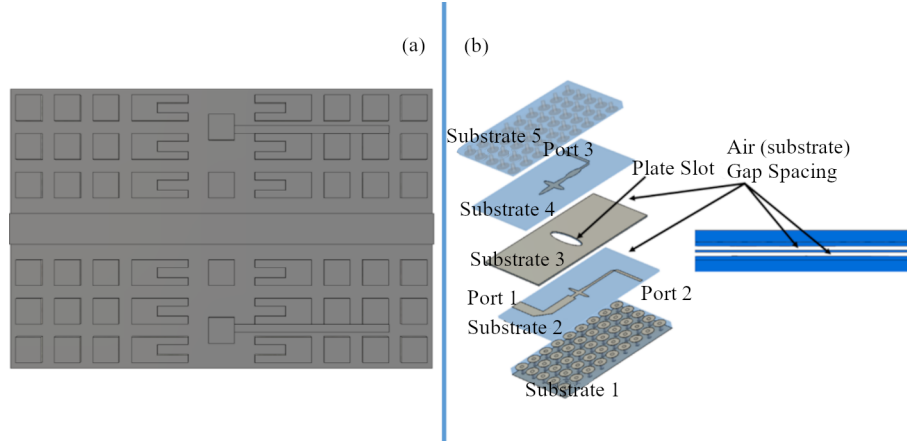 (a)
(b)
Substrate 5
Port 3
Plate Slot
Air (substrate)
Gap Spacing
Substrate 4
Substrate 3
Port 1
Port 2
Substrate 2
Substrate 1